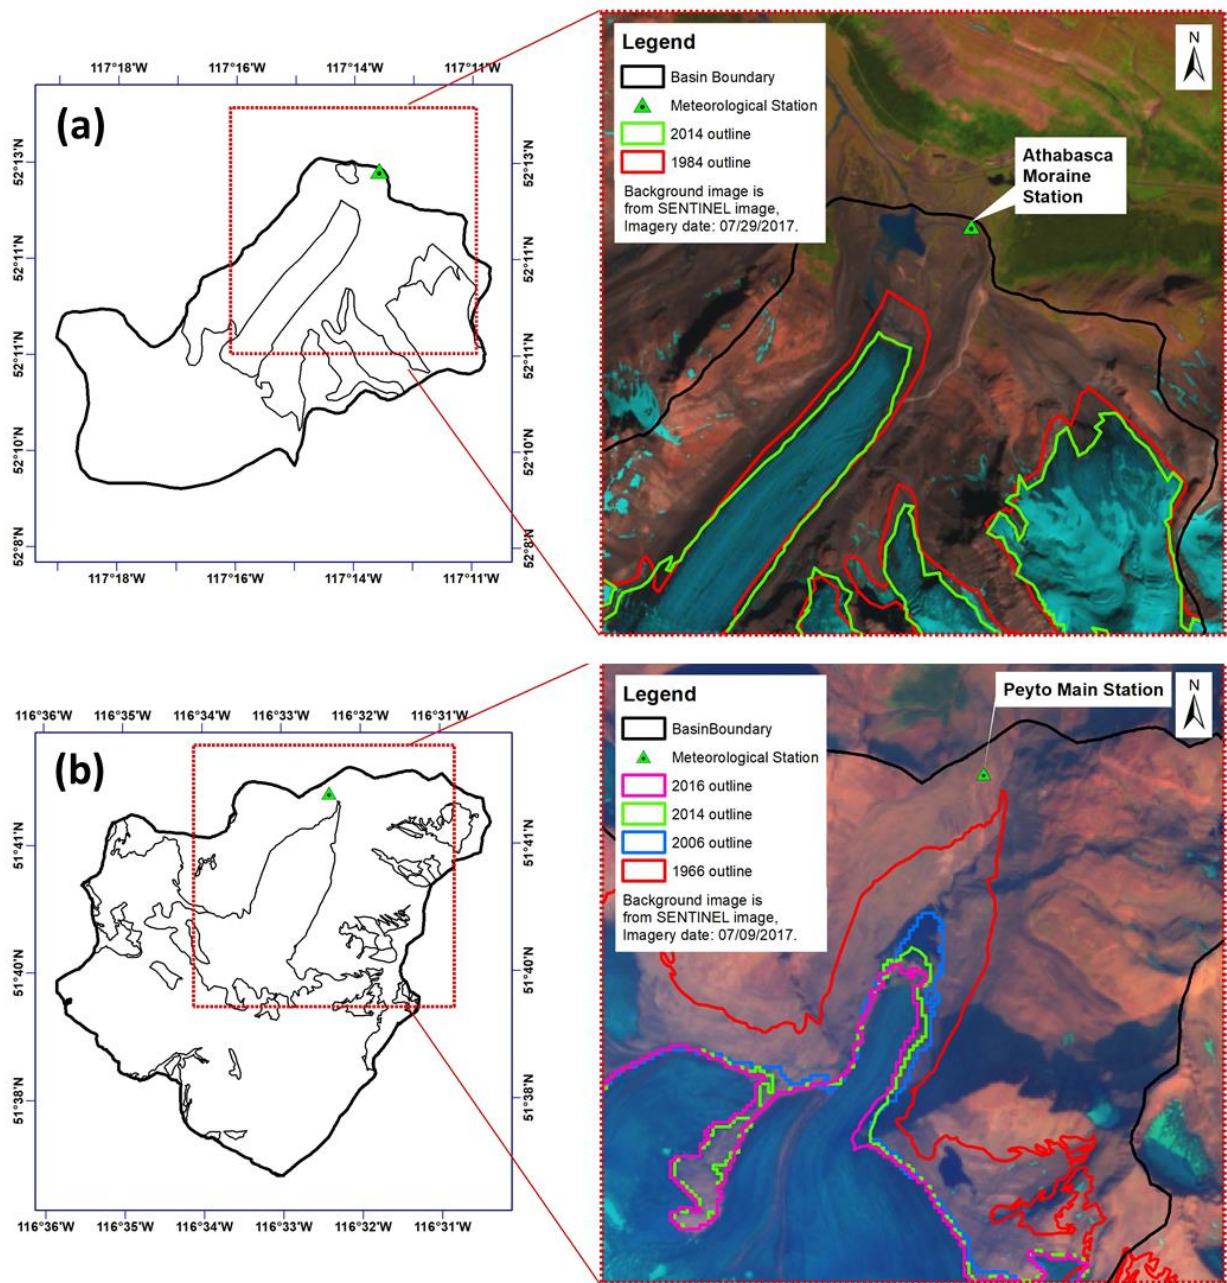 117°18'W 117°16'W 117°14'W 117°11'W
(a)
52°13'N 52°11'N 52°11'N 52°10'N 52°8'N
52°13'N 52°11'N 52°11'N 52°10'N 52°8'N
117°18'W 117°16'W 117°14'W 117°11'W
Legend
Basin Boundary
Meteorological Station
2014 outline
1984 outline
Background image is
from SENTINEL image,
Imagery date: 07/29/2017.
N
Athabasca
Moraine
Station
116°36'W 116°35'W 116°34'W 116°33'W 116°32'W 116°31'W
(b)
51°41'N 51°40'N 51°38'N
51°41'N 51°40'N 51°38'N
116°36'W 116°35'W 116°34'W 116°33'W 116°32'W 116°31'W
Legend
BasinBoundary
Meteorological Station
2016 outline
2014 outline
2006 outline
1966 outline
Background image is
from SENTINEL image,
Imagery date: 07/09/2017.
Peyto Main Station
N